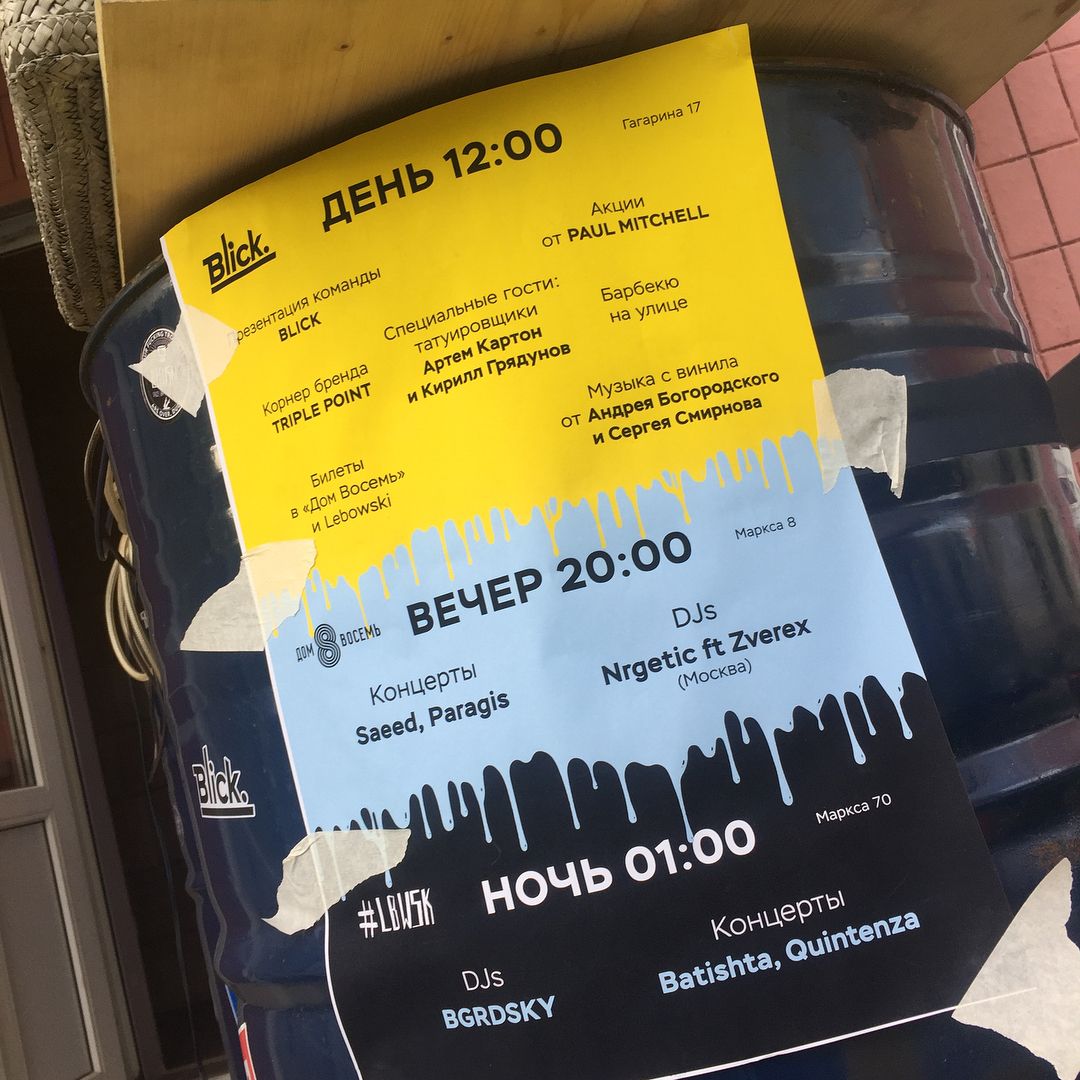 ДЕНЬ 12:00
Гагарина 17
Blick.
Акции
от PAUL MITCHELL
Презентация команды
BLICK
Специальные гости:
татуировщики
Артем Картон
и Кирилл Грядунов
Барбекю
на улице
Корнер бренда
TRIPLE POINT
Музыка с винила
от Андрея Богородского
и Сергея Смирнова
Билеты
в «Дом Восемь»
и Lebowski
ВЕЧЕР 20:00
Маркса 8
ДОМ 8 ВОСЕМЬ
Концерты
Saeed, Paragis
DJs
Nrgetic ft Zverex
(Москва)
Blick.
НОЧЬ 01:00
Маркса 70
#LBWSK
DJs
BGRDSKY
Концерты
Batishta, Quintenza